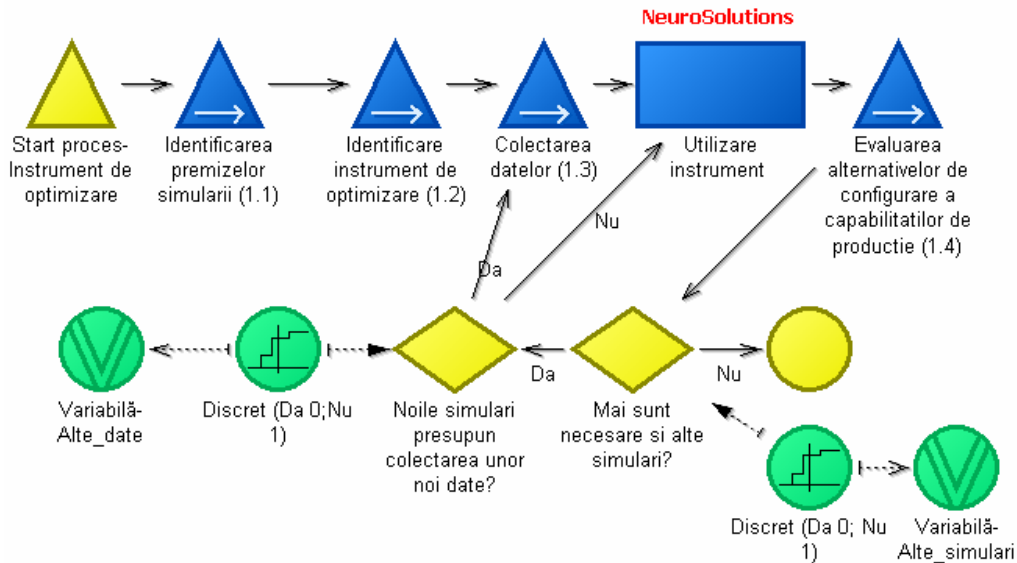 NeuroSolutions
Start proces-
Instrument de
optimizare
Identificarea
premizelor
simularii (1.1)
Identificare
instrument de
optimizare (1.2)
Colectarea
datelor (1.3)
Utilizare
instrument
Evaluarea
alternativelor de
configurare a
capabilitatilor de
productie (1.4)
Nu
Da
Da
Nu
Variabilă-
Alte_date
Discret (Da 0;Nu
1)
Noile simulari
presupun
colectarea unor
noi date?
Mai sunt
necesare si alte
simulari?
Discret (Da 0; Nu
1)
Variabilă-
Alte_simulari